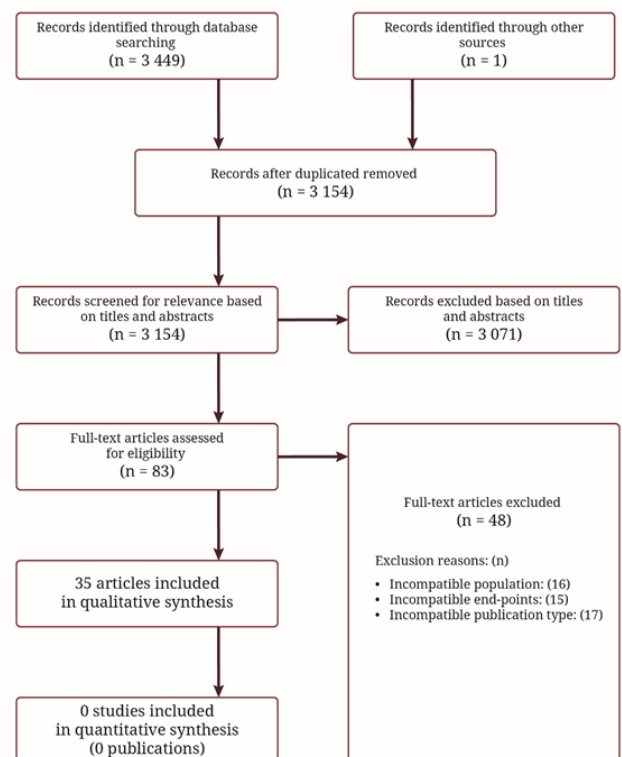 Records identified through database
searching
(n = 3 449)
Records identified through other
sources
(n = 1)
Records after duplicated removed
(n = 3 154)
Records screened for relevance based
on titles and abstracts
(n = 3 154)
Records excluded based on titles
and abstracts
(n = 3 071)
Full-text articles assessed
for eligibility
(n = 83)
Full-text articles excluded
(n = 48)
Exclusion reasons: (n)
• Incompatible population: (16)
• Incompatible end-points: (15)
• Incompatible publication type: (17)
35 articles included
in qualitative synthesis
0 studies included
in quantitative synthesis
(0 publications)